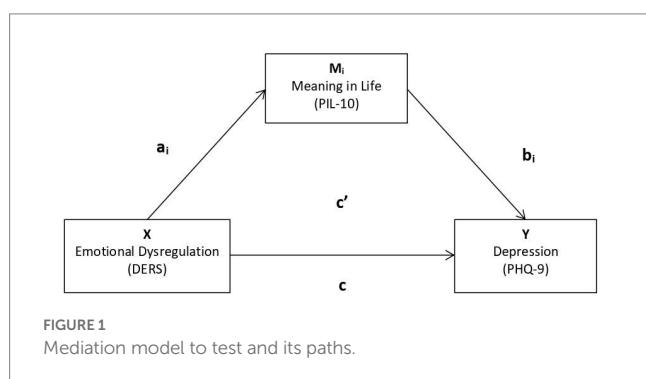 Mi
Meaning in Life
(PIL-10)
ai
bi
c’
X
Emotional Dysregulation
(DERS)
Y
Depression
(PHQ-9)
c
FIGURE 1
Mediation model to test and its paths.